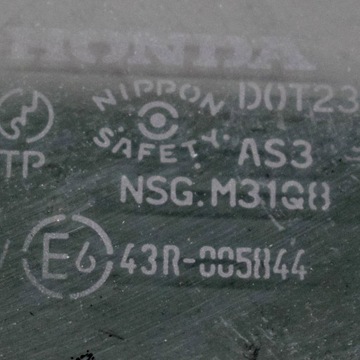 HONDA
NIPPON DOT23
SAFETY. AS3
TP
NSG.M31Q8
E6 43R-005844